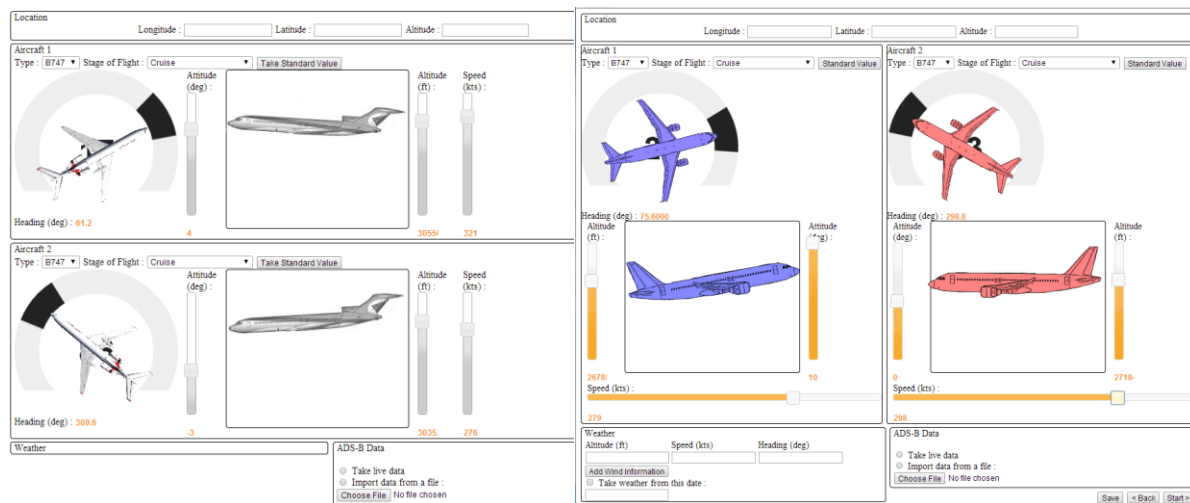 Location
Longitude : Latitude : Altitude :
Aircraft 1
Type : B747 Stage of Flight : Cruise Take Standard Value
Attitude (deg) :
Altitude (ft) :
Speed (kts) :
Heading (deg) : 61.2
4
3055
321
Aircraft 2
Type : B747 Stage of Flight : Cruise Take Standard Value
Attitude (deg) :
Altitude (ft) :
Speed (kts) :
Heading (deg) : 309.6
-3
3035
276
Weather
ADS-B Data
Take live data
Import data from a file :
Choose File No file chosen
Location
Longitude : Latitude : Altitude :
Aircraft 1
Type : B747 Stage of Flight : Cruise Standard Value
Heading (deg) : 75.6000
Altitude (ft) :
Attitude (deg) :
2678
10
Speed (kts) :
279
Aircraft 2
Type : B747 Stage of Flight : Cruise Standard Value
Heading (deg) : 298.8
Attitude (deg) :
Altitude (ft) :
0
2718
Speed (kts) :
298
Weather
Altitude (ft) Speed (kts) Heading (deg)
Add Wind Information
Take weather from this date :
ADS-B Data
Take live data
Import data from a file :
Choose File No file chosen
Save < Back Start >